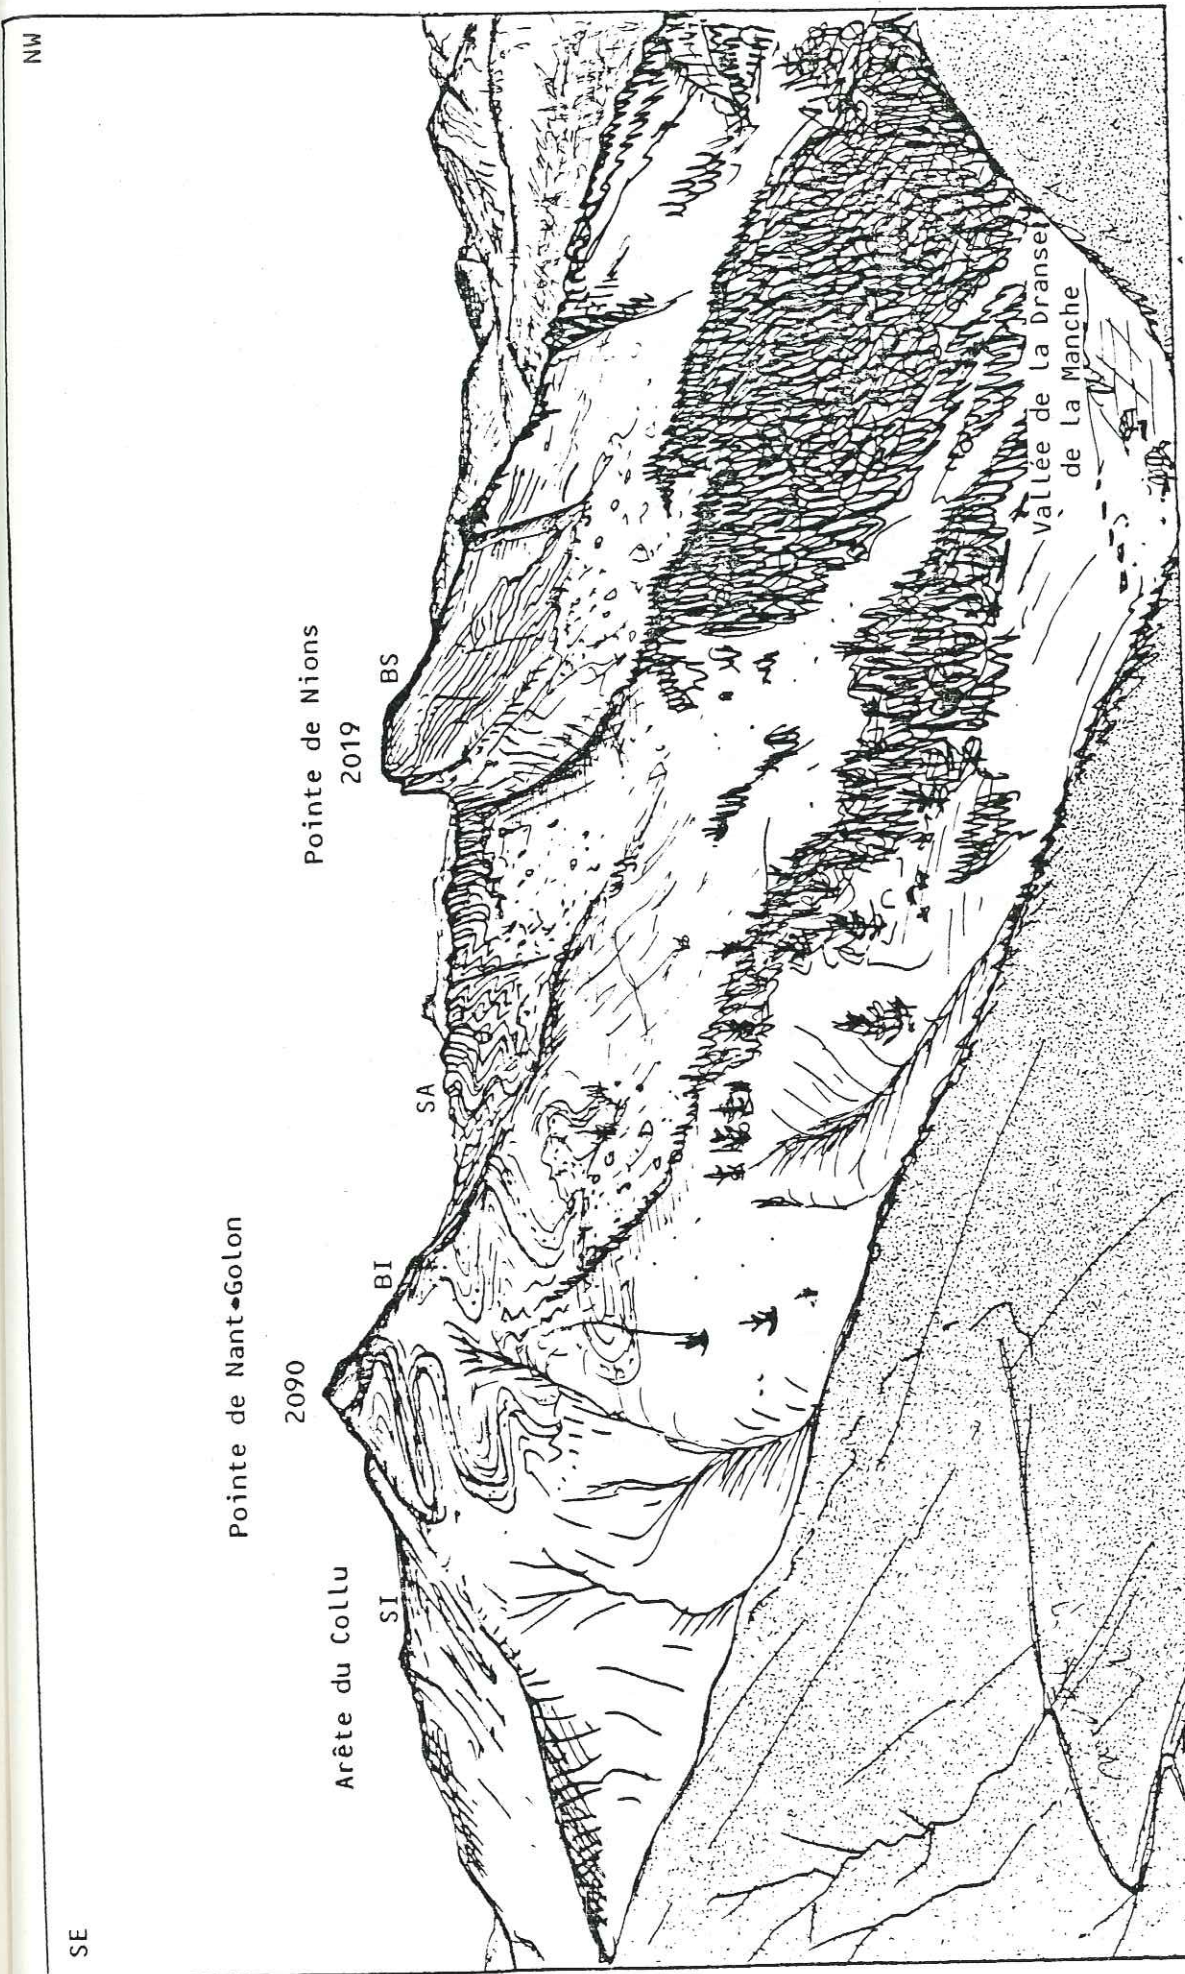 SE
NW
Pointe de Nant-Golon
2090
Pointe de Nions
2019
Arête du Collu
SI
BI
SA
BS
Vallée de la Dranse
de la Manche